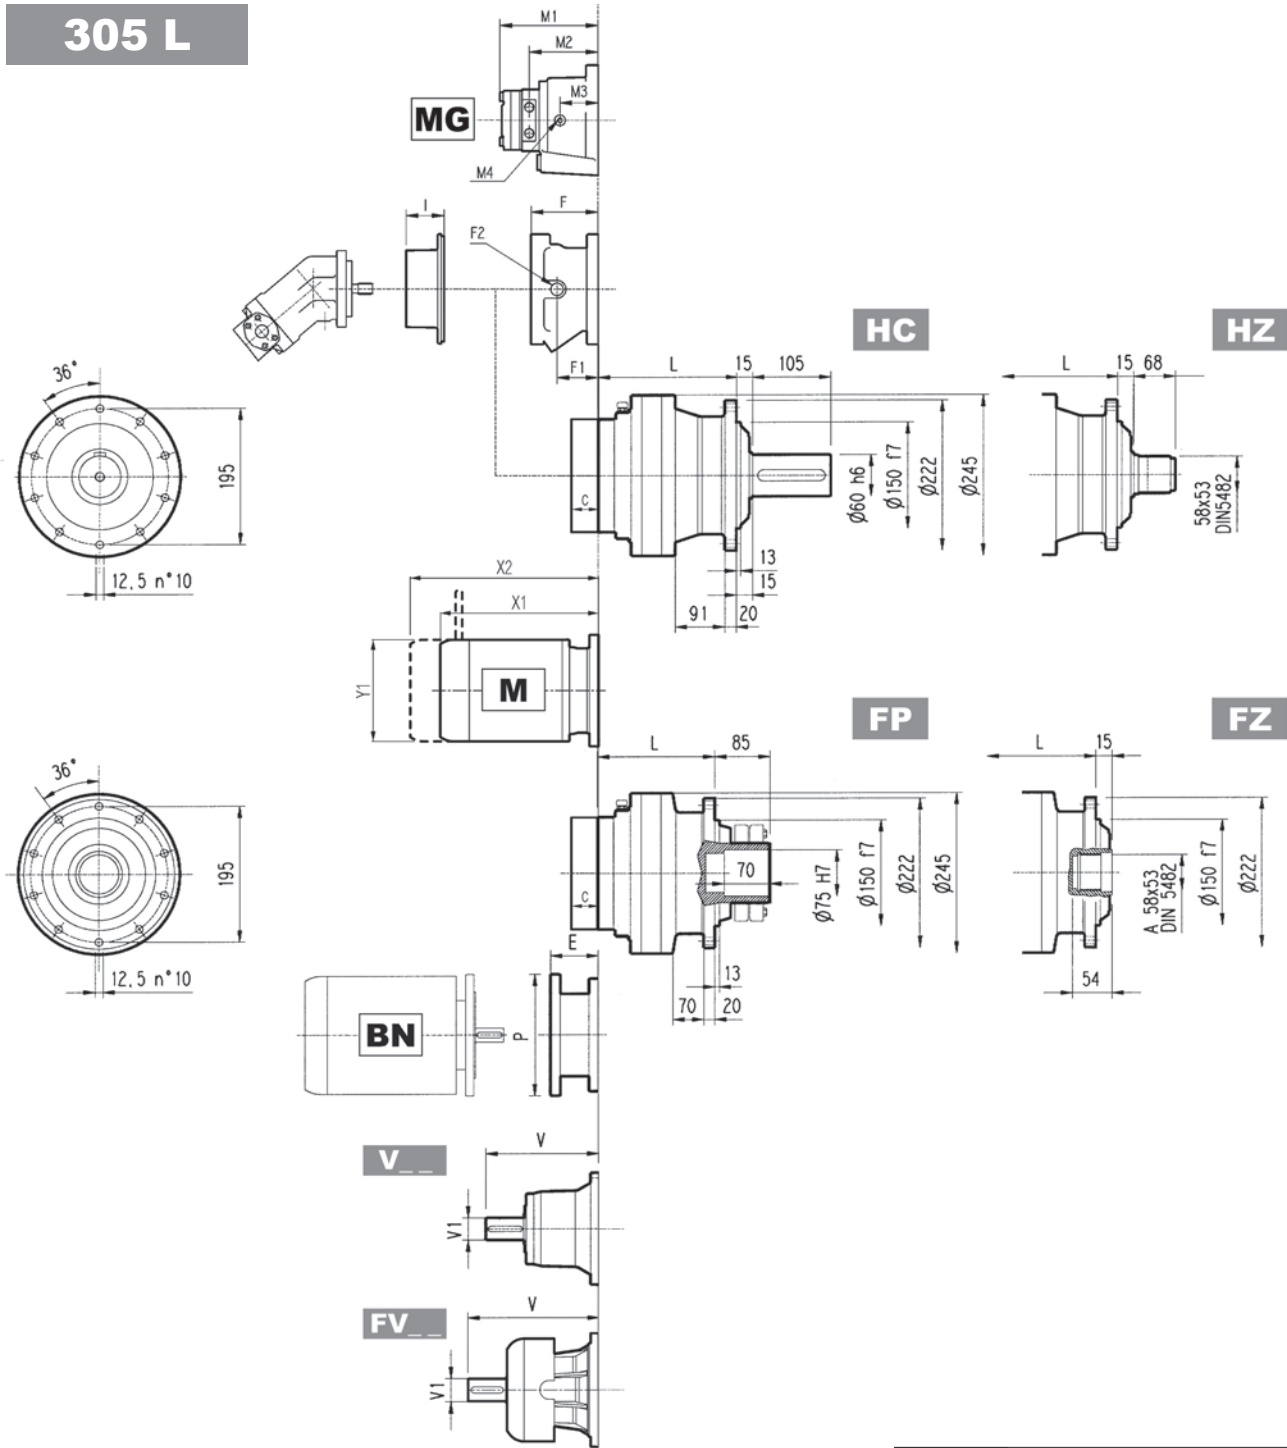 305 L
M1
M2
M3
MG
M4
I
F
F2
HC
HZ
36°
F1
L
15
105
L
15
68
195
C
Ø60 h6
Ø150 f7
Ø222
Ø245
58x53
DIN5482
12,5 n°10
X2
13
15
X1
91
20
Y1
M
FP
FZ
L
85
L
15
36°
195
C
70
Ø75 H7
Ø150 f7
Ø222
Ø245
A 58x53
DIN 5482
Ø150 f7
Ø222
E
12,5 n°10
13
54
70
20
BN
P
V_ _
V
V1
FV_ _
V
V1